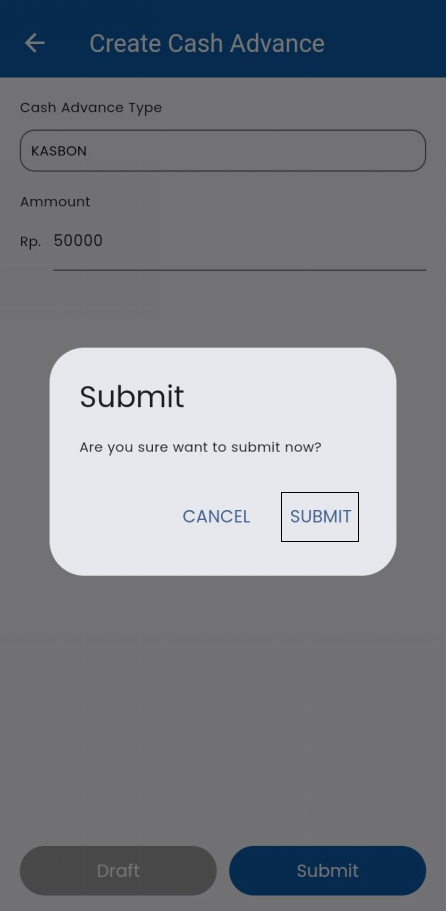 Create Cash Advance
Cash Advance Type
KASBON
Ammount
Rp. 50000
Submit
Are you sure want to submit now?
CANCEL SUBMIT
Draft Submit